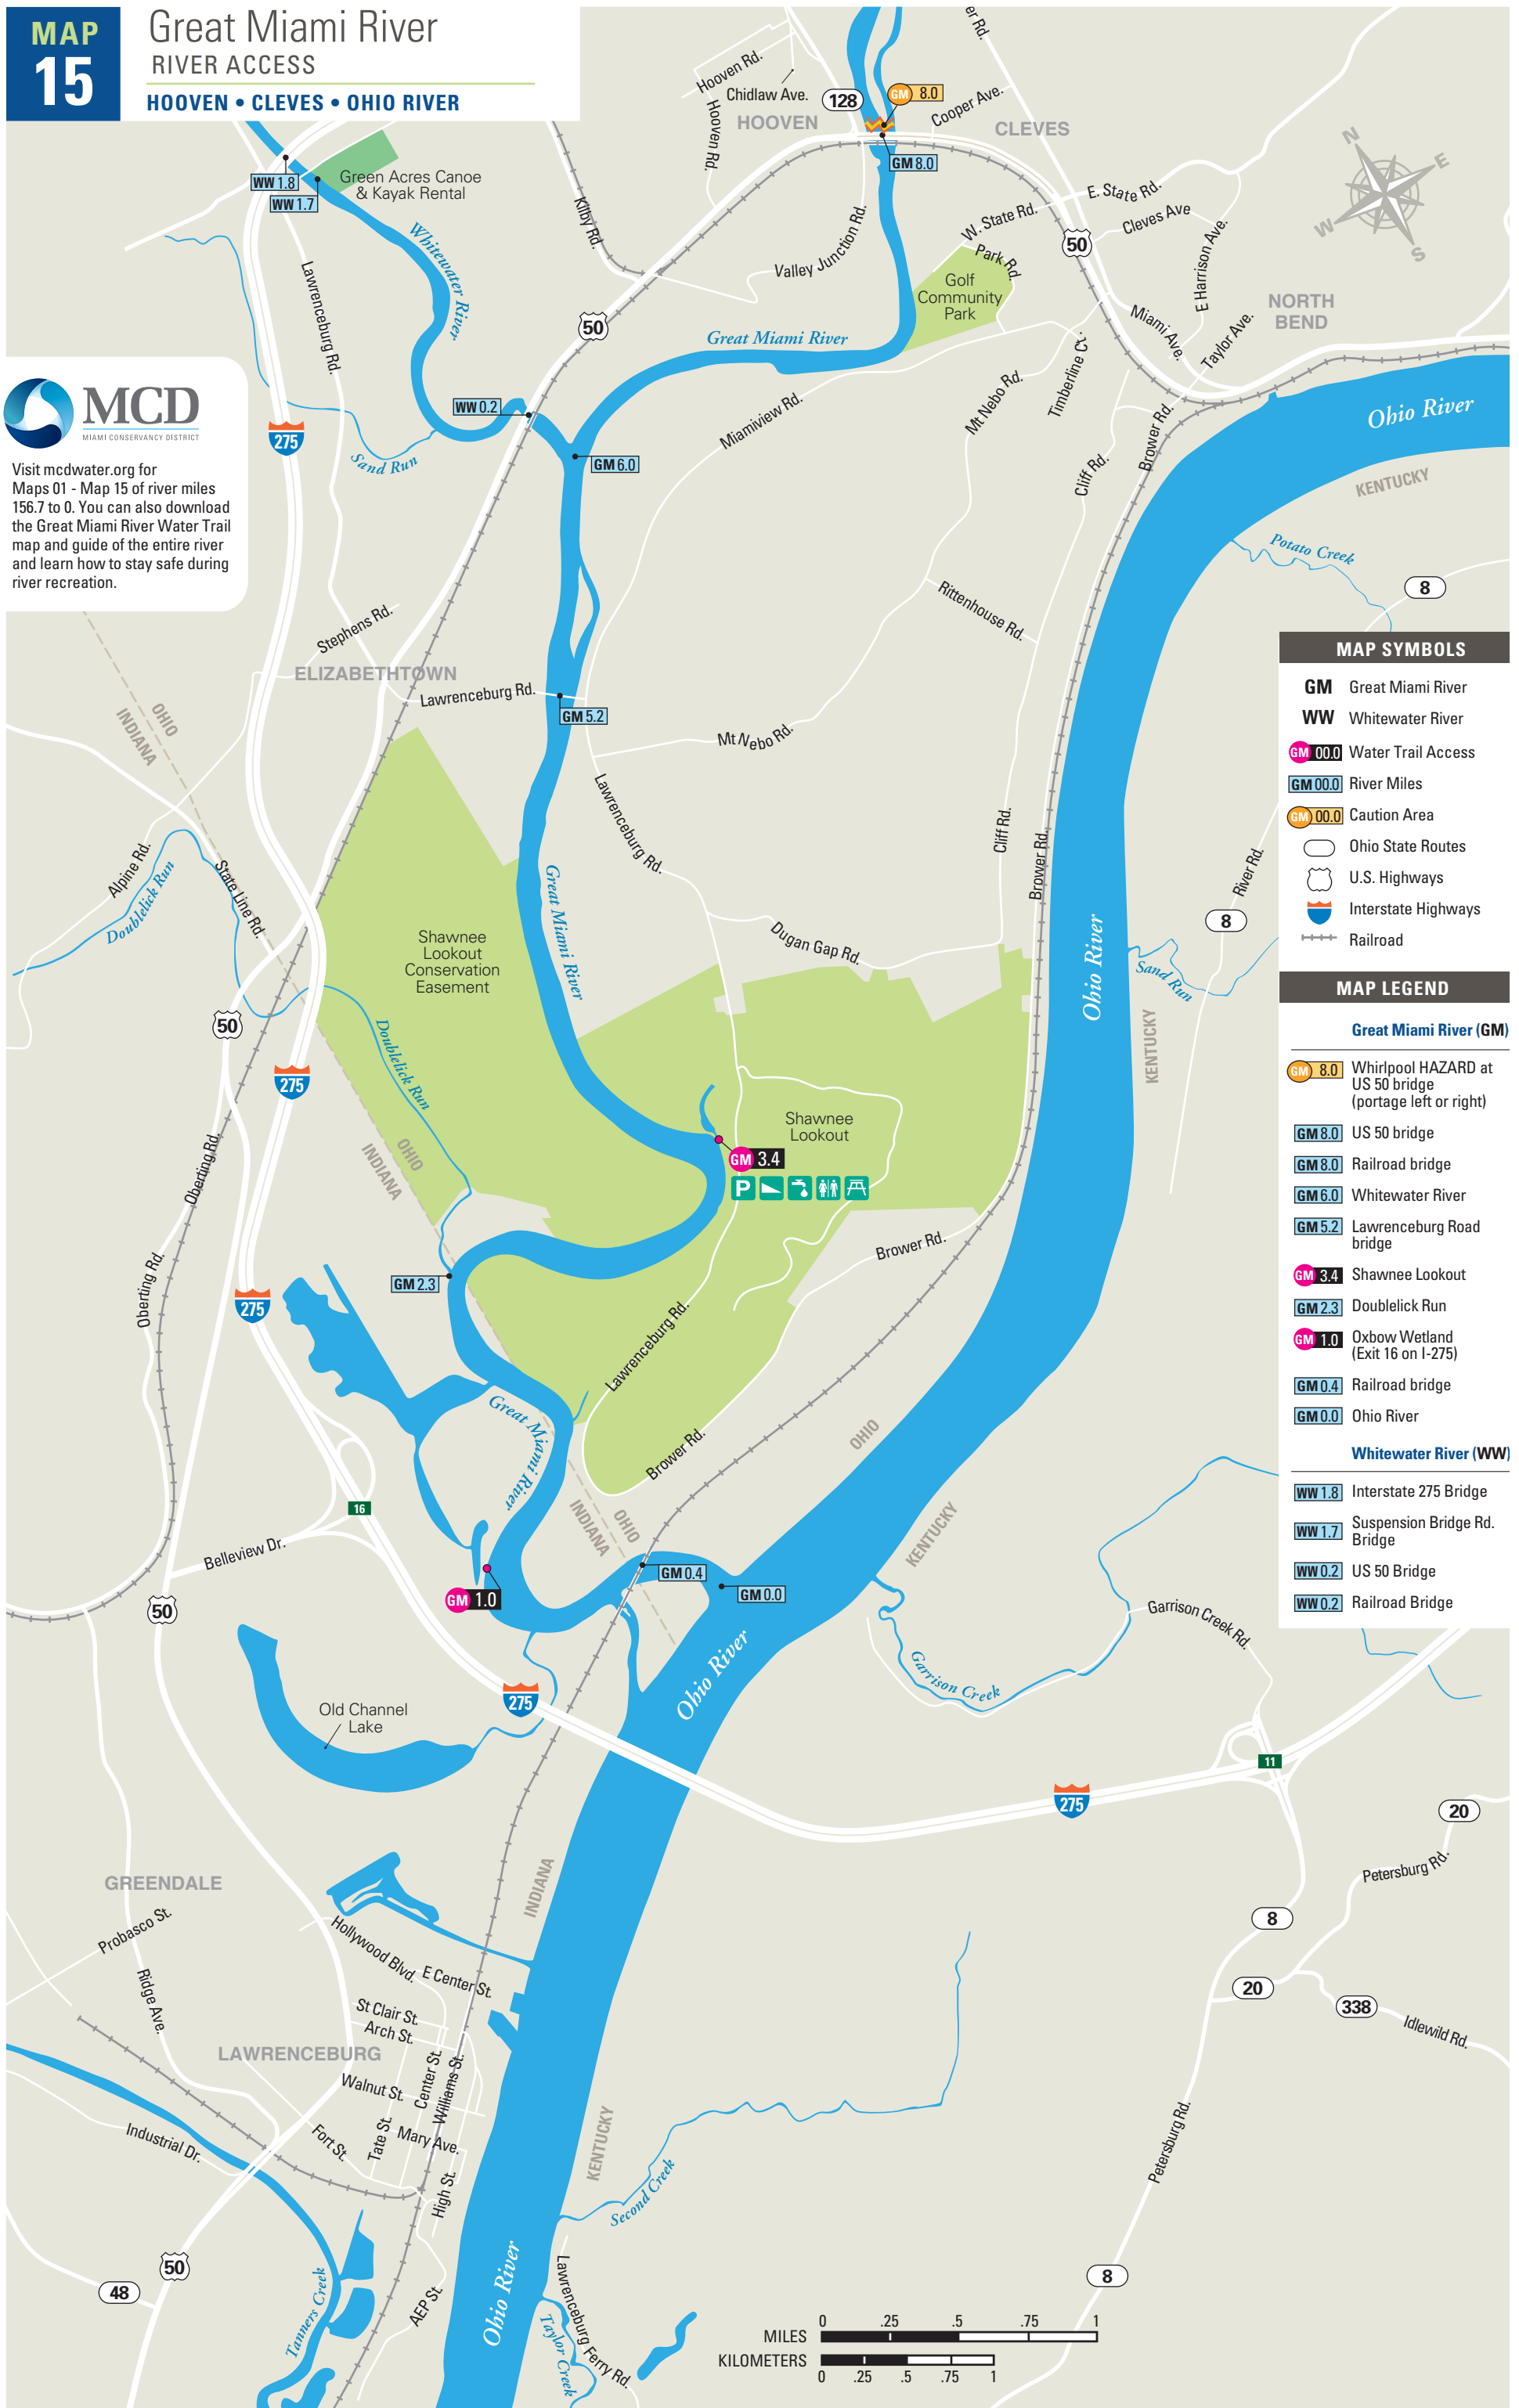 MAP
15
Great Miami River
RIVER ACCESS
HOOVEN • CLEVES • OHIO RIVER
er Rd.
Hooven Rd.
Chidlaw Ave.
128
GM 8.0
Cooper Ave.
HOOVEN
CLEVES
Hooven Rd.
GM 8.0
N
E
W
S
WW 1.8
WW 1.7
Green Acres Canoe
& Kayak Rental
Kilby Rd.
E. State Rd.
W. State Rd.
Cleves Ave
50
E Harrison Ave.
Valley Junction Rd.
Park Rd.
Whitewater River
Lawrenceburg Rd.
Golf
Community
Park
NORTH
BEND
Miami Ave.
Taylor Ave.
50
Great Miami River
Timberline Ct.
Mt Nebo Rd.
MCD
MIAMI CONSERVANCY DISTRICT
Visit mcdwater.org for
Maps 01 - Map 15 of river miles
156.7 to 0. You can also download
the Great Miami River Water Trail
map and guide of the entire river
and learn how to stay safe during
river recreation.
275
WW 0.2
Sand Run
Miamiview Rd.
GM 6.0
Brower Rd.
Cliff Rd.
Ohio River
KENTUCKY
Potato Creek
8
Rittenhouse Rd.
Stephens Rd.
ELIZABETHTOWN
Lawrenceburg Rd.
GM 5.2
Mt Nebo Rd.
OHIO
INDIANA
Lawrenceburg Rd.
Cliff Rd.
Brower Rd.
River Rd.
8
Alpine Rd.
Doublelick Run
State Line Rd.
Great Miami River
Shawnee
Lookout
Conservation
Easement
Dugan Gap Rd.
Ohio River
Sand Run
KENTUCKY
50
275
Doublelick Run
OHIO
INDIANA
Shawnee
Lookout
GM 3.4
P
Oberting Rd.
Oberting Rd.
275
GM 2.3
Brower Rd.
Lawrenceburg Rd.
Great Miami River
Brower Rd.
OHIO
KENTUCKY
16
Belleview Dr.
50
INDIANA
OHIO
GM 1.0
GM 0.4
GM 0.0
Ohio River
Garrison Creek
Garrison Creek Rd.
275
Old Channel
Lake
11
275
20
Petersburg Rd.
8
20
338
Idlewild Rd.
GREENDALE
Probasco St.
Ridge Ave.
INDIANA
Hollywood Blvd.
E Center St.
St Clair St.
Arch St.
LAWRENCEBURG
Center St.
Williams St.
Walnut St.
Tate St.
Mary Ave.
Fort St.
High St.
Industrial Dr.
KENTUCKY
Second Creek
Petersburg Rd.
50
48
Tanners Creek
AEP St.
Ohio River
Lawrenceburg Ferry Rd.
Taylor Creek
8
MILES
0 .25 .5 .75 1
KILOMETERS
0 .25 .5 .75 1
MAP SYMBOLS
GM Great Miami River
WW Whitewater River
GM 00.0 Water Trail Access
GM 00.0 River Miles
GM 00.0 Caution Area
Ohio State Routes
U.S. Highways
Interstate Highways
Railroad
MAP LEGEND
Great Miami River (GM)
GM 8.0 Whirlpool HAZARD at
US 50 bridge
(portage left or right)
GM 8.0 US 50 bridge
GM 8.0 Railroad bridge
GM 6.0 Whitewater River
GM 5.2 Lawrenceburg Road
bridge
GM 3.4 Shawnee Lookout
GM 2.3 Doublelick Run
GM 1.0 Oxbow Wetland
(Exit 16 on I-275)
GM 0.4 Railroad bridge
GM 0.0 Ohio River
Whitewater River (WW)
WW 1.8 Interstate 275 Bridge
WW 1.7 Suspension Bridge Rd.
Bridge
WW 0.2 US 50 Bridge
WW 0.2 Railroad Bridge